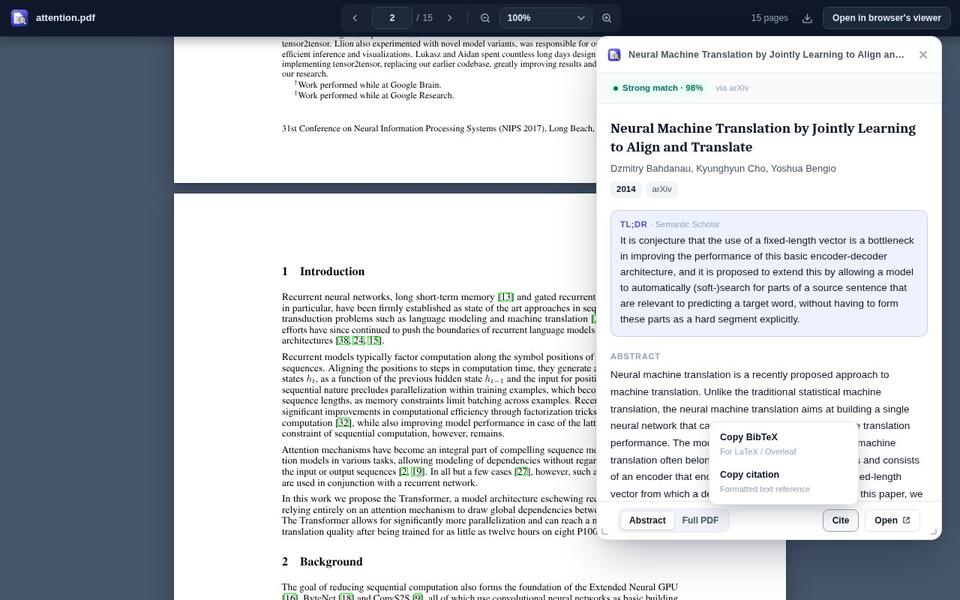 attention.pdf
2 / 15
100%
15 pages
Open in browser's viewer
tensor2tensor. Llion also experimented with novel model variants, was responsible for
efficient inference and visualizations. Lukasz and Aidan spent countless long days design
implementing tensor2tensor, replacing our earlier codebase, greatly improving results and
our research.
†Work performed while at Google Brain.
‡Work performed while at Google Research.
31st Conference on Neural Information Processing Systems (NIPS 2017), Long Beach,
1 Introduction
Recurrent neural networks, long short-term memory [13] and gated recurrent
in particular, have been firmly established as state of the art approaches in
transduction problems such as language modeling and machine translation
efforts have since continued to push the boundaries of recurrent language models
architectures [38, 24, 15].
Recurrent models typically factor computation along the symbol positions of
sequences. Aligning the positions to steps in computation time, they generate
states hₜ, as a function of the previous hidden state hₜ₋₁ and the input for
sequential nature precludes parallelization within training examples, which
sequence lengths, as memory constraints limit batching across examples.
significant improvements in computational efficiency through factorization tricks
computation [32], while also improving model performance in case of the
constraint of sequential computation, however, remains.
Attention mechanisms have become an integral part of compelling sequence
tion models in various tasks, allowing modeling of dependencies without
the input or output sequences [2, 19]. In all but a few cases [27], however, such
are used in conjunction with a recurrent network.
In this work we propose the Transformer, a model architecture eschewing
relying entirely on an attention mechanism to draw global dependencies
The Transformer allows for significantly more parallelization and can reach a
translation quality after being trained for as little as twelve hours on eight P100
2 Background
The goal of reducing sequential computation also forms the foundation of the Extended Neural GPU
[16], ByteNet [18] and ConvS2S [9], all of which use convolutional neural networks as basic building
Neural Machine Translation by Jointly Learning to Align an...
Strong match · 98% via arXiv
Neural Machine Translation by Jointly Learning
to Align and Translate
Dzmitry Bahdanau, Kyunghyun Cho, Yoshua Bengio
2014 arXiv
TL;DR · Semantic Scholar
It is conjecture that the use of a fixed-length vector is a bottleneck
in improving the performance of this basic encoder-decoder
architecture, and it is proposed to extend this by allowing a model
to automatically (soft-)search for parts of a source sentence that
are relevant to predicting a target word, without having to form
these parts as a hard segment explicitly.
ABSTRACT
Neural machine translation is a recently proposed approach to
machine translation. Unlike the traditional statistical machine
translation, the neural machine translation aims at building a single
neural network that ca translation
performance. The mod machine
translation often belon s and consists
of an encoder that enc ed-length
vector from which a de this paper, we
Copy BibTeX
For LaTeX / Overleaf
Copy citation
Formatted text reference
Abstract Full PDF Cite Open